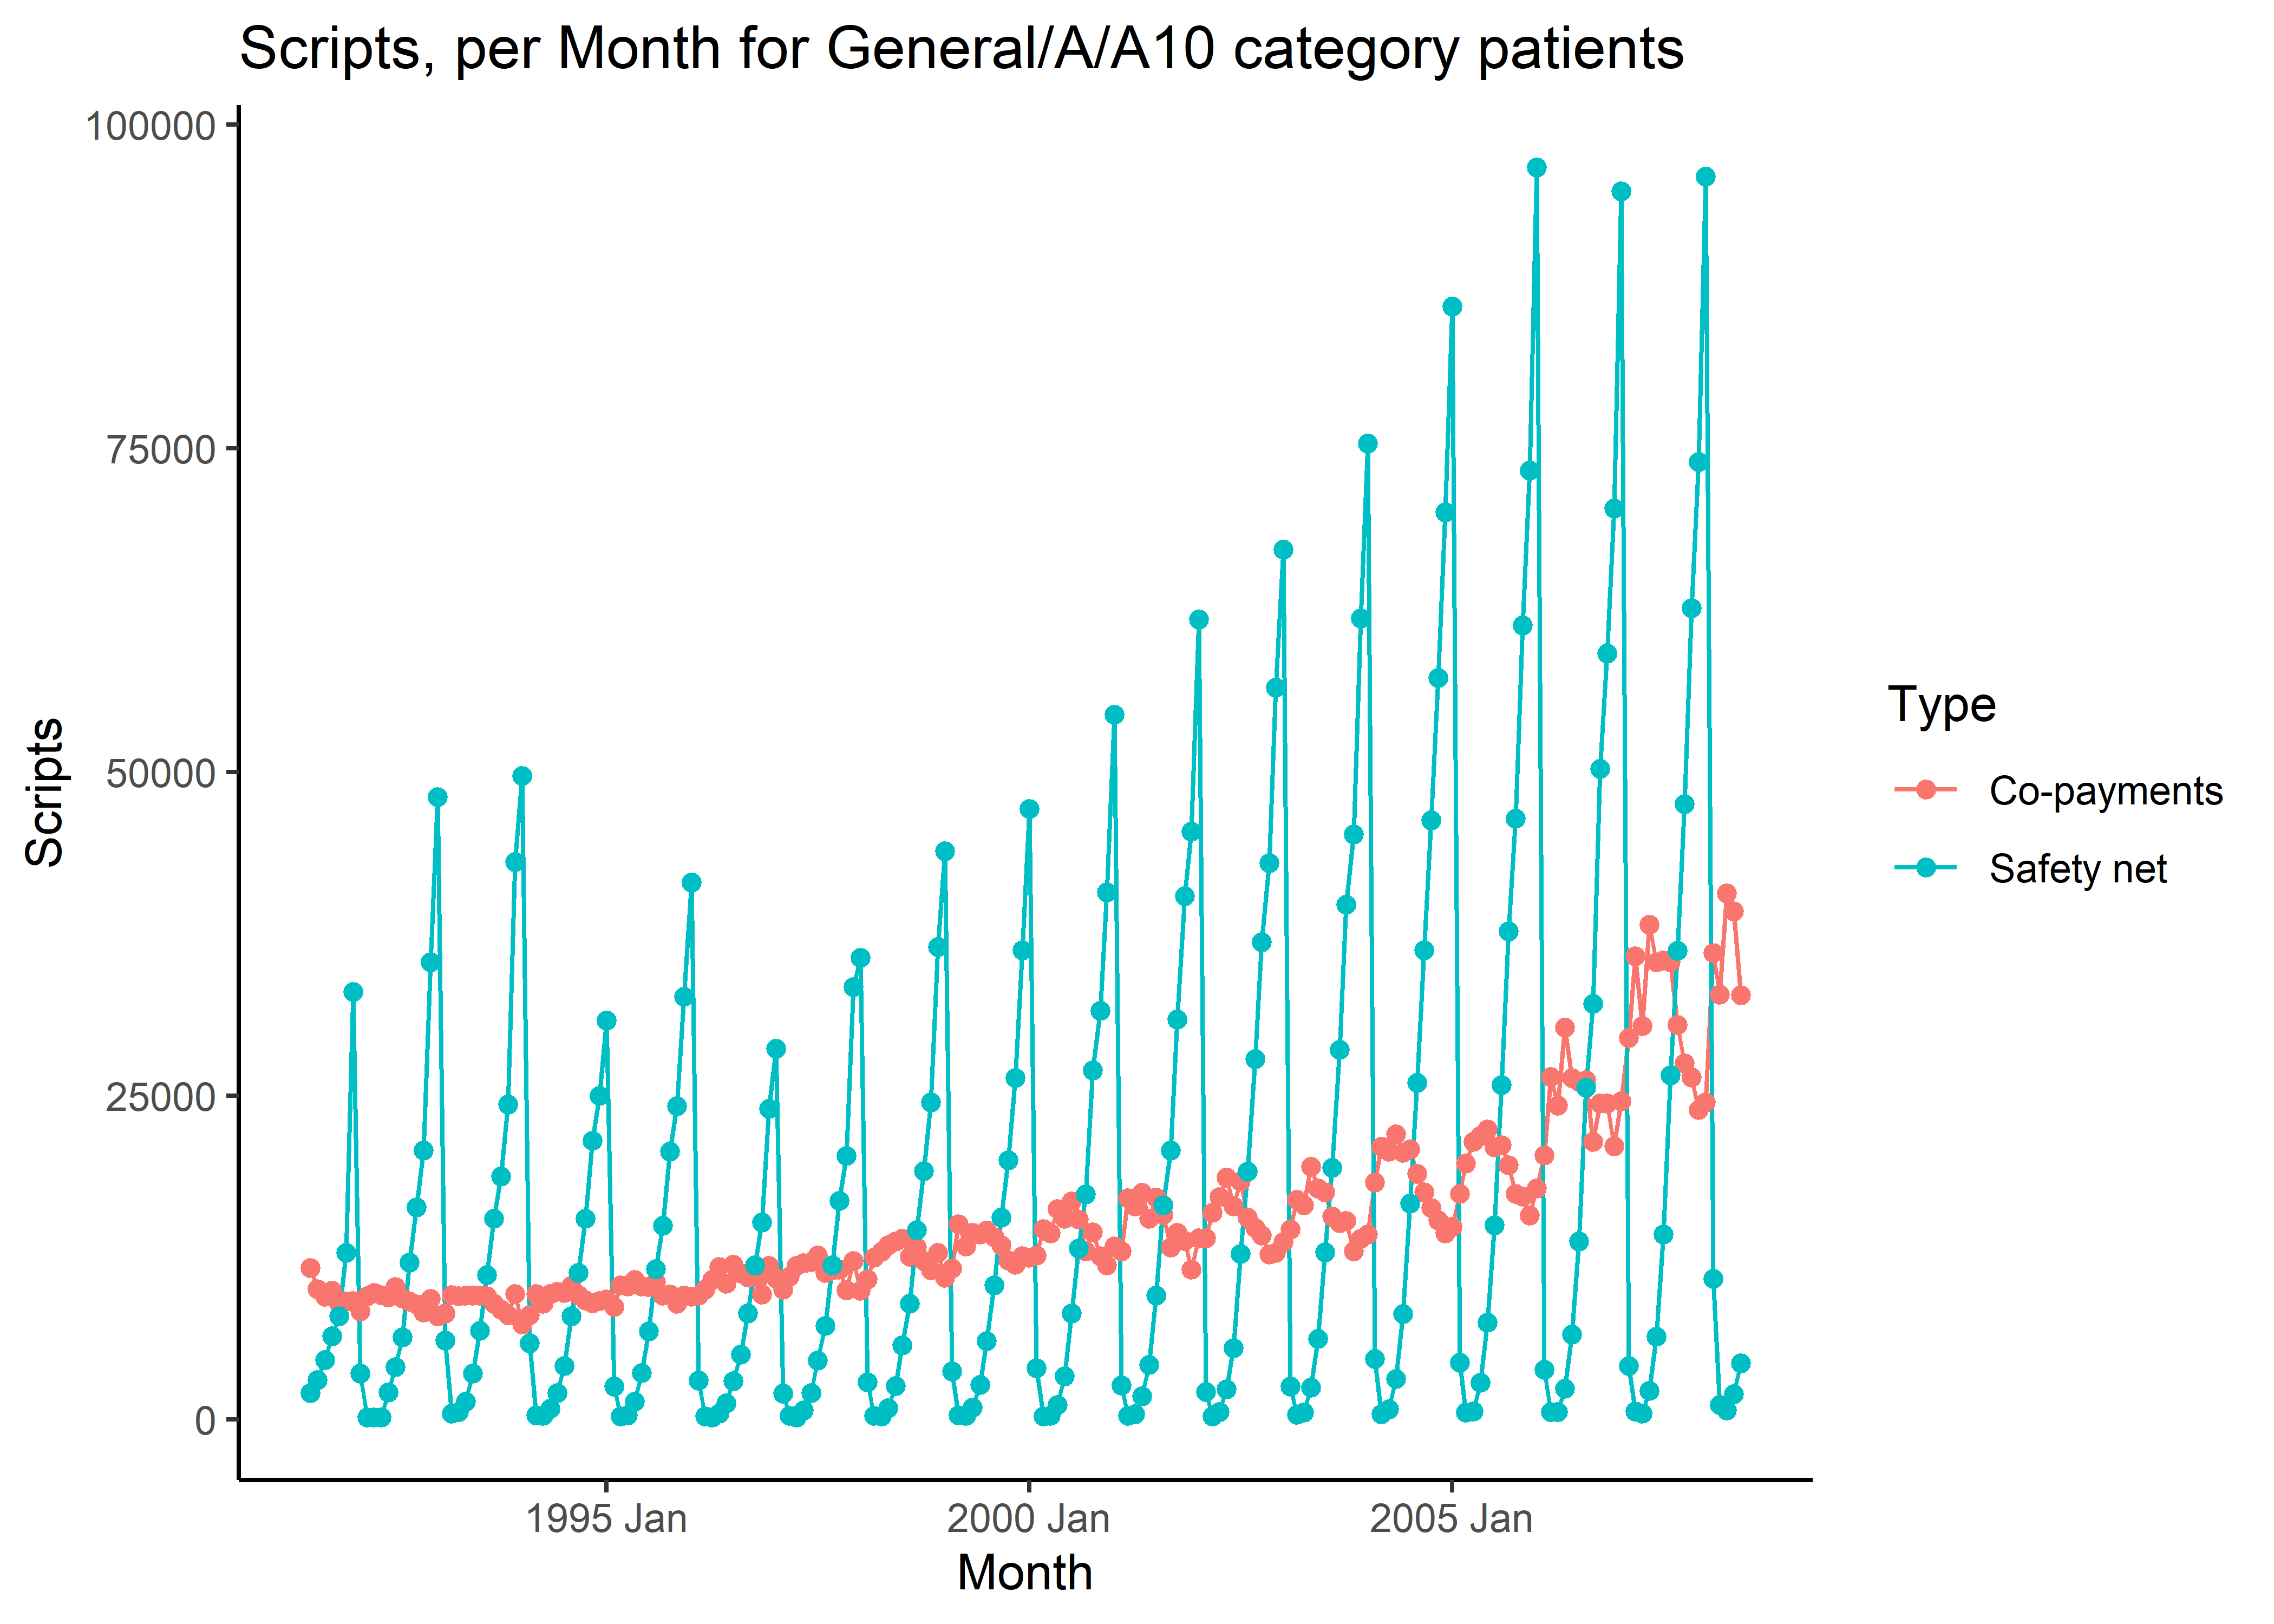 Scripts, per Month for General/A/A10 category patients
100000
75000
50000
25000
0
Scripts
1995 Jan
2000 Jan
2005 Jan
Month
Type
Co-payments
Safety net